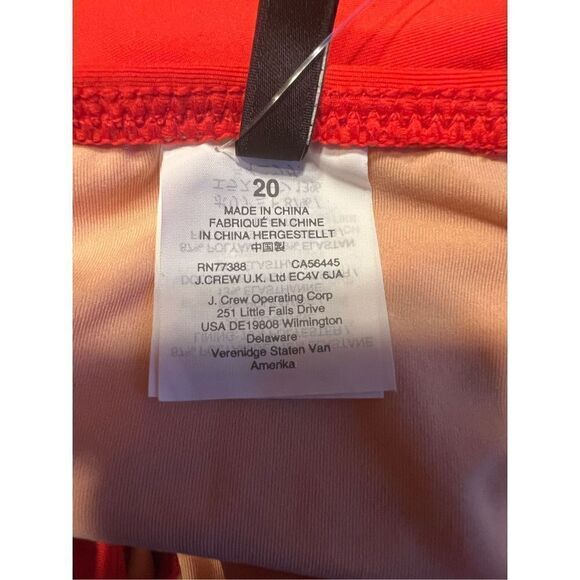 20
MADE IN CHINA
FABRIQUÉ EN CHINE
IN CHINA HERGESTELLT
中国製
RN77388 CA56445
J.CREW U.K. Ltd EC4V 6JA
J. Crew Operating Corp
251 Little Falls Drive
USA DE19808 Wilmington
Delaware
Verenidge Staten Van
Amerika